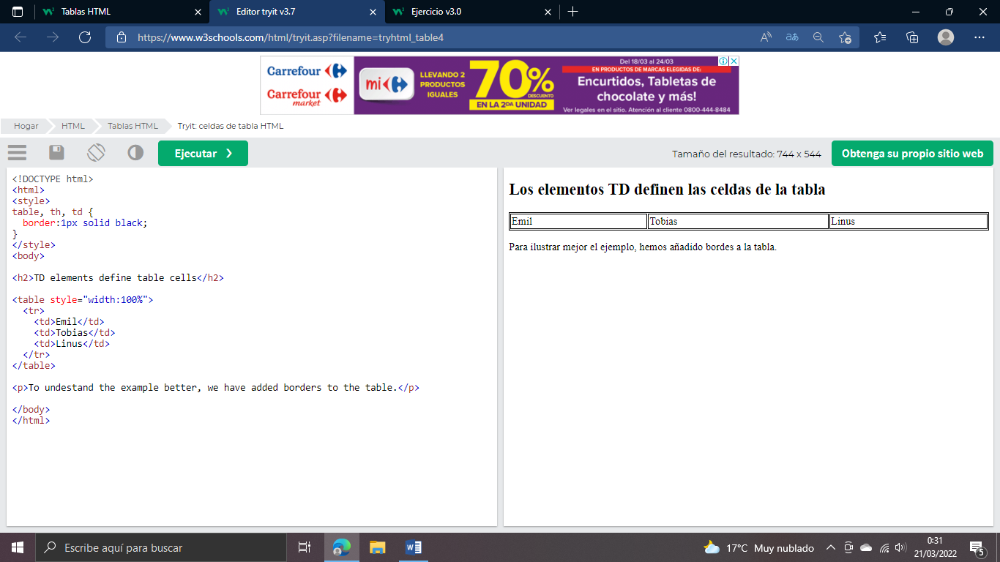 Tablas HTML
Editor tryit v3.7
Ejercicio v3.0
https://www.w3schools.com/html/tryit.asp?filename=tryhtml_table4
Carrefour
Carrefour
market
mi
LLEVANDO 2
PRODUCTOS
IGUALES
70%
DESCUENTO
EN LA 2DA UNIDAD
Del 18/03 al 24/03
EN PRODUCTOS DE MARCAS ELEGIDAS DE:
Encurtidos, Tabletas de
chocolate y más!
Ver legales en el sitio. Atención al cliente 0800-444-8484
Hogar
HTML
Tablas HTML
Tryit: celdas de tabla HTML
Ejecutar ❯
Tamaño del resultado: 744 x 544
Obtenga su propio sitio web
<!DOCTYPE html>
<html>
<style>
table, th, td {
  border:1px solid black;
}
</style>
<body>
<h2>TD elements define table cells</h2>
<table style="width:100%">
  <tr>
    <td>Emil</td>
    <td>Tobias</td>
    <td>Linus</td>
  </tr>
</table>
<p>To undestand the example better, we have added borders to the table.</p>
</body>
</html>
Los elementos TD definen las celdas de la tabla
Emil Tobias Linus
Para ilustrar mejor el ejemplo, hemos añadido bordes a la tabla.
Escribe aquí para buscar
17°C Muy nublado
0:31
21/03/2022
5